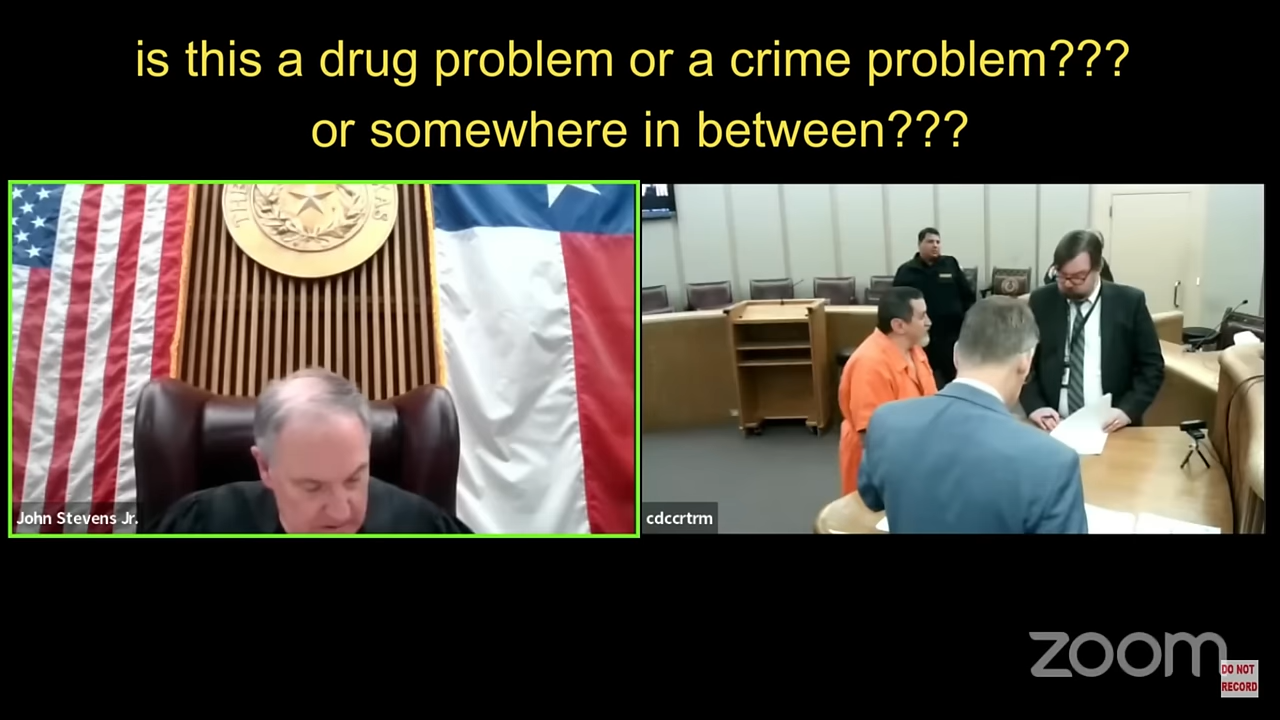 is this a drug problem or a crime problem???
or somewhere in between???
John Stevens Jr.
cdccrtrm
zoom
DO NOT
RECORD